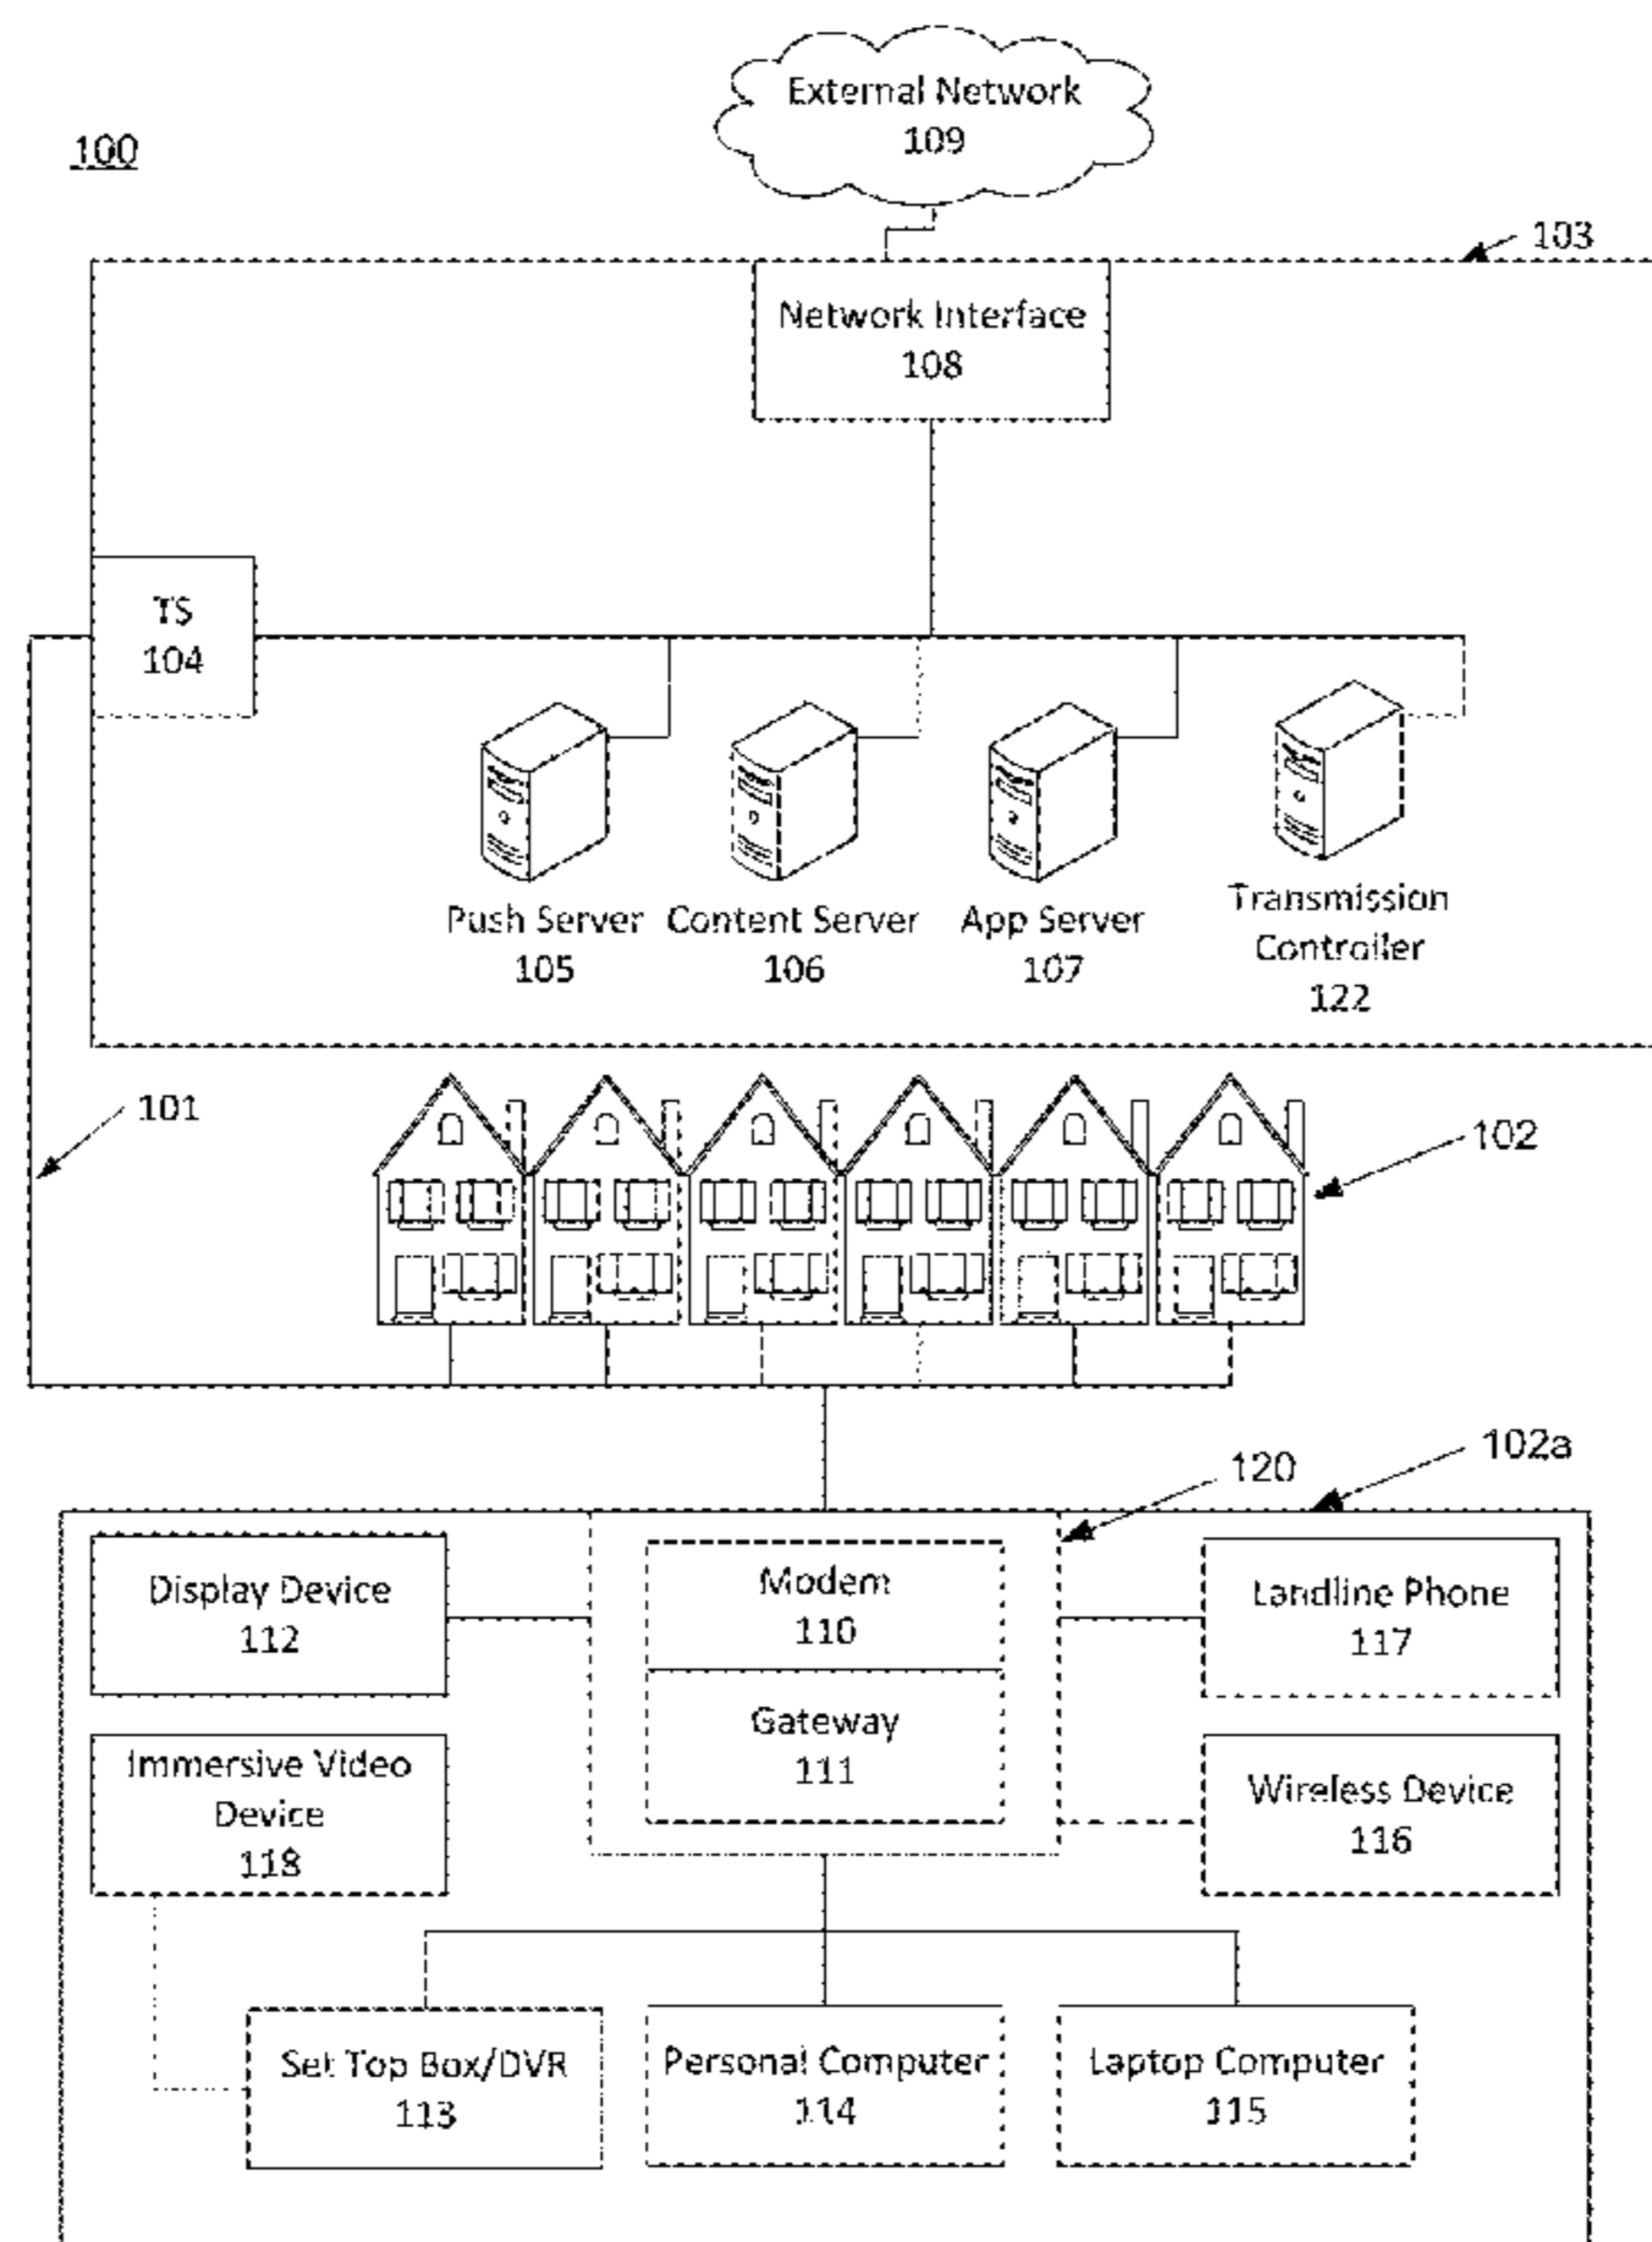 External Network
109
100
103
Network Interface
108
TS
104
Push Server
105
Content Server
106
App Server
107
Transmission
Controller
122
101
102
102a
120
Display Device
112
Modem
110
Landline Phone
117
Gateway
111
Immersive Video
Device
118
Wireless Device
116
Set Top Box/DVR
113
Personal Computer
114
Laptop Computer
115